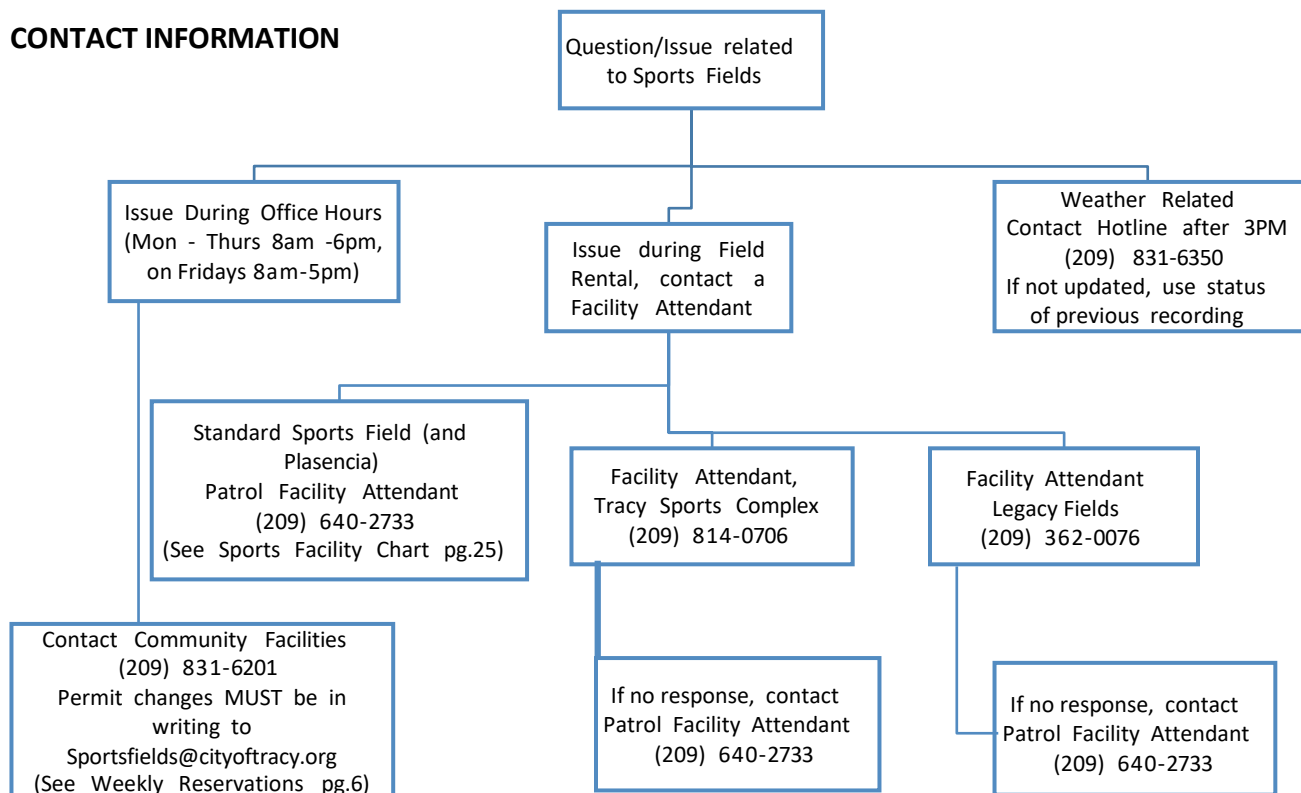 CONTACT INFORMATION
Question/Issue related
to Sports Fields
Issue During Office Hours
(Mon - Thurs 8am -6pm,
on Fridays 8am-5pm)
Issue during Field
Rental, contact a
Facility Attendant
Weather Related
Contact Hotline after 3PM
(209) 831-6350
If not updated, use status
of previous recording
Standard Sports Field (and
Plasencia)
Patrol Facility Attendant
(209) 640-2733
(See Sports Facility Chart pg.25)
Facility Attendant,
Tracy Sports Complex
(209) 814-0706
Facility Attendant
Legacy Fields
(209) 362-0076
Contact Community Facilities
(209) 831-6201
Permit changes MUST be in
writing to
Sportsfields@cityoftracy.org
(See Weekly Reservations pg.6)
If no response, contact
Patrol Facility Attendant
(209) 640-2733
If no response, contact
Patrol Facility Attendant
(209) 640-2733